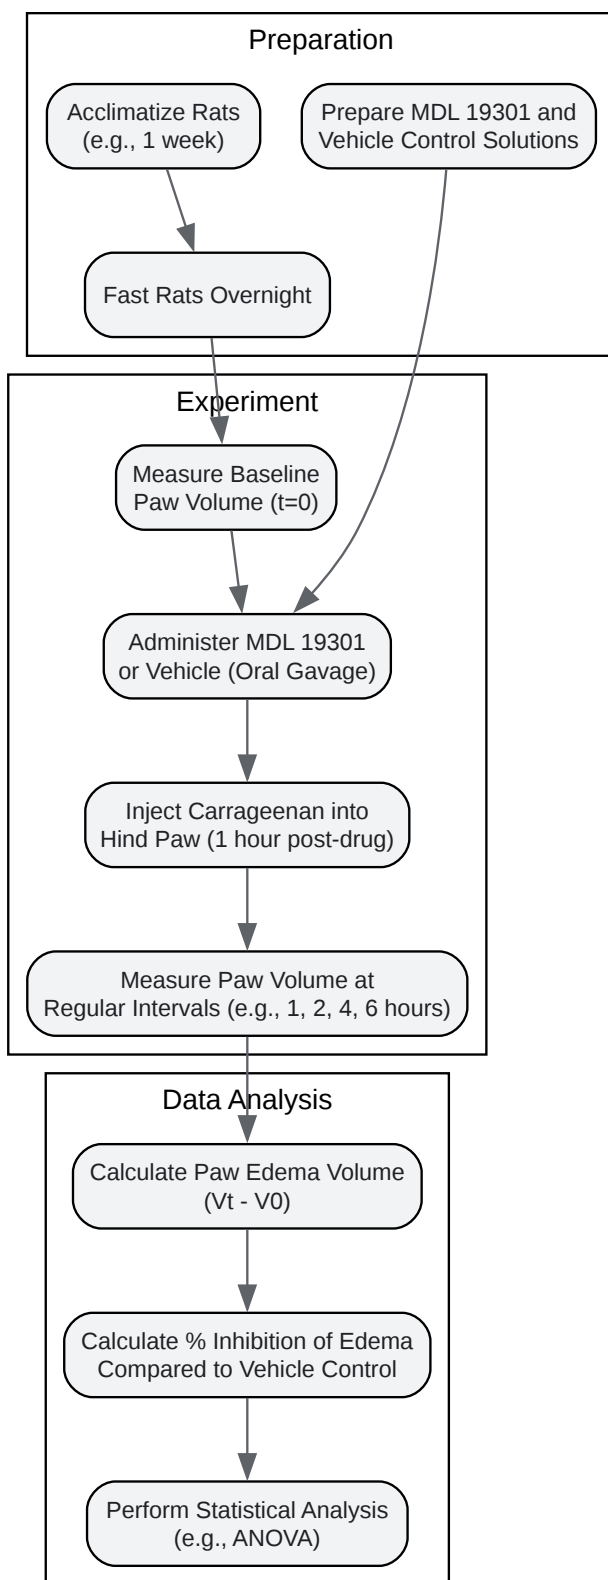 Preparation
Acclimatize Rats
(e.g., 1 week)
Prepare MDL 19301 and
Vehicle Control Solutions
Fast Rats Overnight
Experiment
Measure Baseline
Paw Volume (t=0)
Administer MDL 19301
or Vehicle (Oral Gavage)
Inject Carrageenan into
Hind Paw (1 hour post-drug)
Measure Paw Volume at
Regular Intervals (e.g., 1, 2, 4, 6 hours)
Data Analysis
Calculate Paw Edema Volume
(Vt - V0)
Calculate % Inhibition of Edema
Compared to Vehicle Control
Perform Statistical Analysis
(e.g., ANOVA)